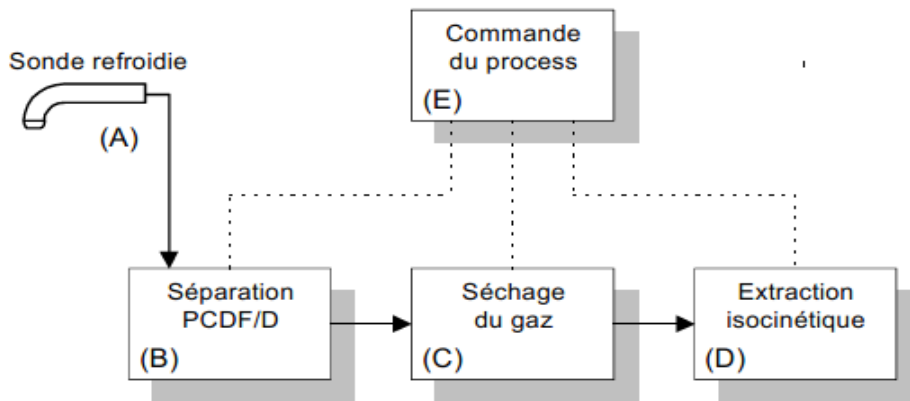 Commande
du process
(E)
Sonde refroidie
(A)
Séparation
PCDF/D
(B)
Séchage
du gaz
(C)
Extraction
isocinétique
(D)